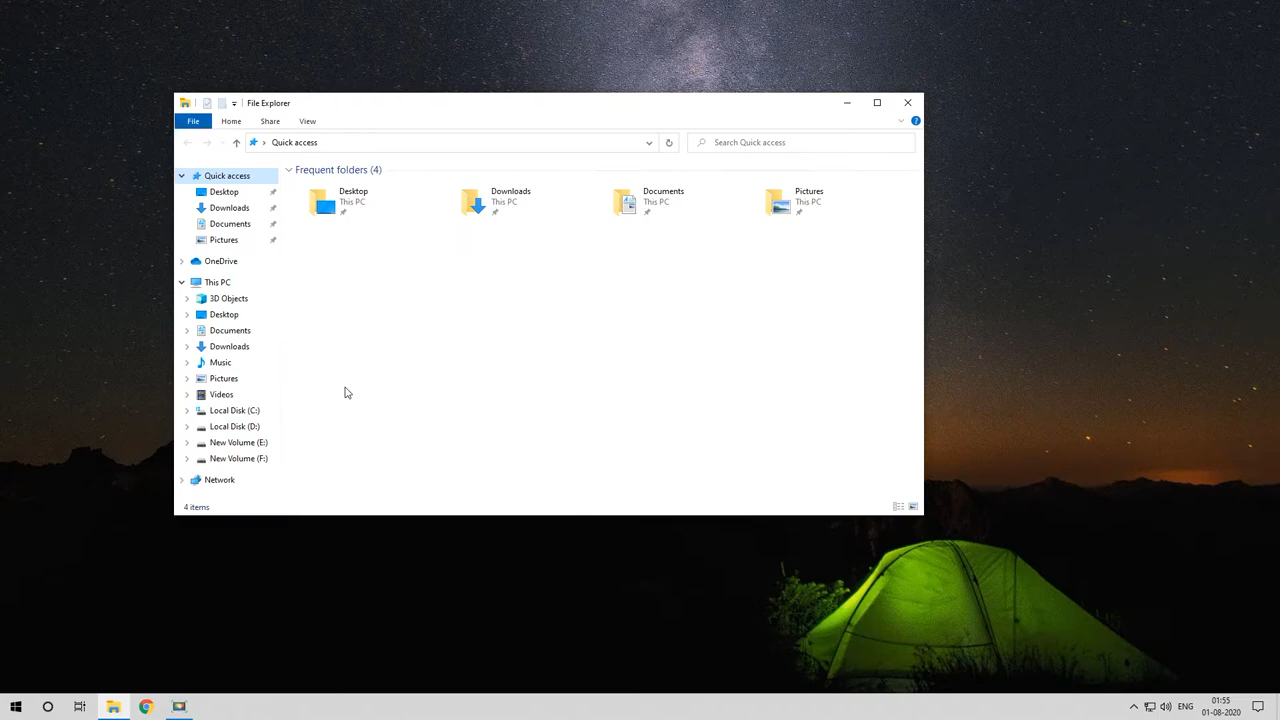 File Explorer
File Home Share View
Quick access
Search Quick access
Quick access
Desktop
Downloads
Documents
Pictures
OneDrive
This PC
3D Objects
Desktop
Documents
Downloads
Music
Pictures
Videos
Local Disk (C:)
Local Disk (D:)
New Volume (E:)
New Volume (F:)
Network
Frequent folders (4)
Desktop
This PC
Downloads
This PC
Documents
This PC
Pictures
This PC
4 items
ENG
01:55
01-08-2020